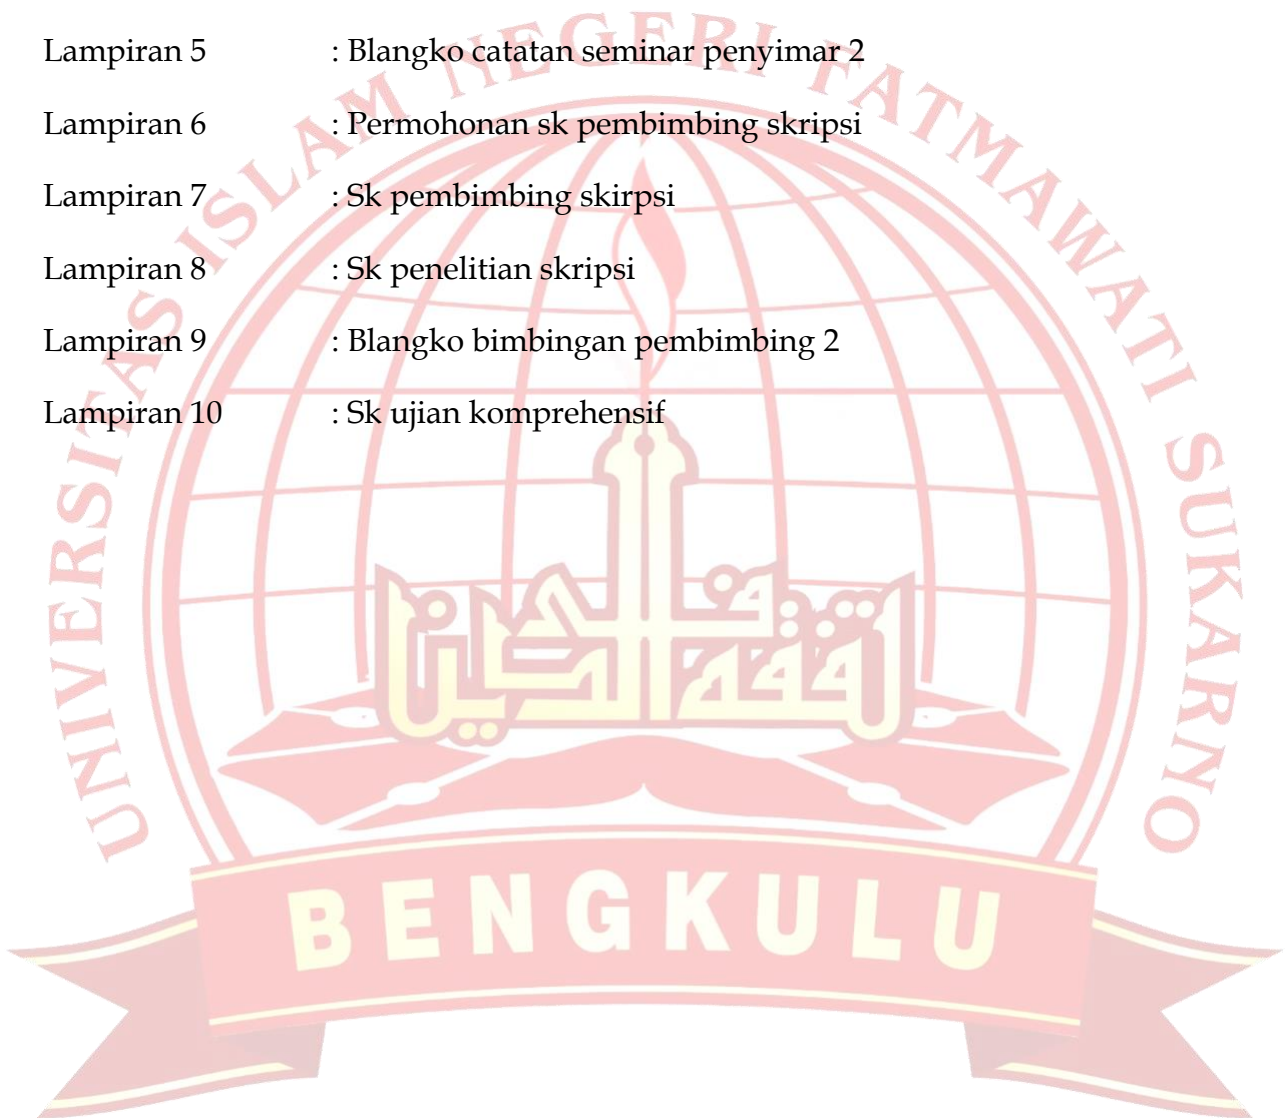 Lampiran 5 : Blangko catatan seminar penyimar 2
Lampiran 6 : Permohonan sk pembimbing skripsi
Lampiran 7 : Sk pembimbing skirpsi
Lampiran 8 : Sk penelitian skripsi
Lampiran 9 : Blangko bimbingan pembimbing 2
Lampiran 10 : Sk ujian komprehensif
UNIVERSITAS ISLAM NEGERI FATMAWATI SUKARNO
BENGKULU